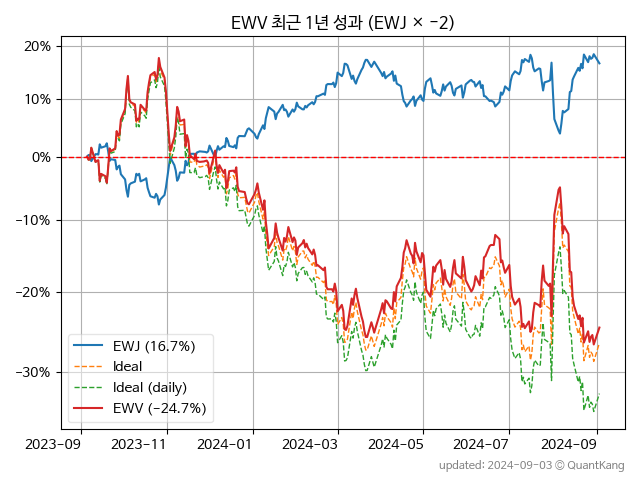 EWV 최근 1년 성과 (EWJ × −2)
20%
10%
0%
−10%
−20%
−30%
EWJ (16.7%)
Ideal
Ideal (daily)
EWV (−24.7%)
2023-09 2023-11 2024-01 2024-03 2024-05 2024-07 2024-09
updated: 2024-09-03 © QuantKang